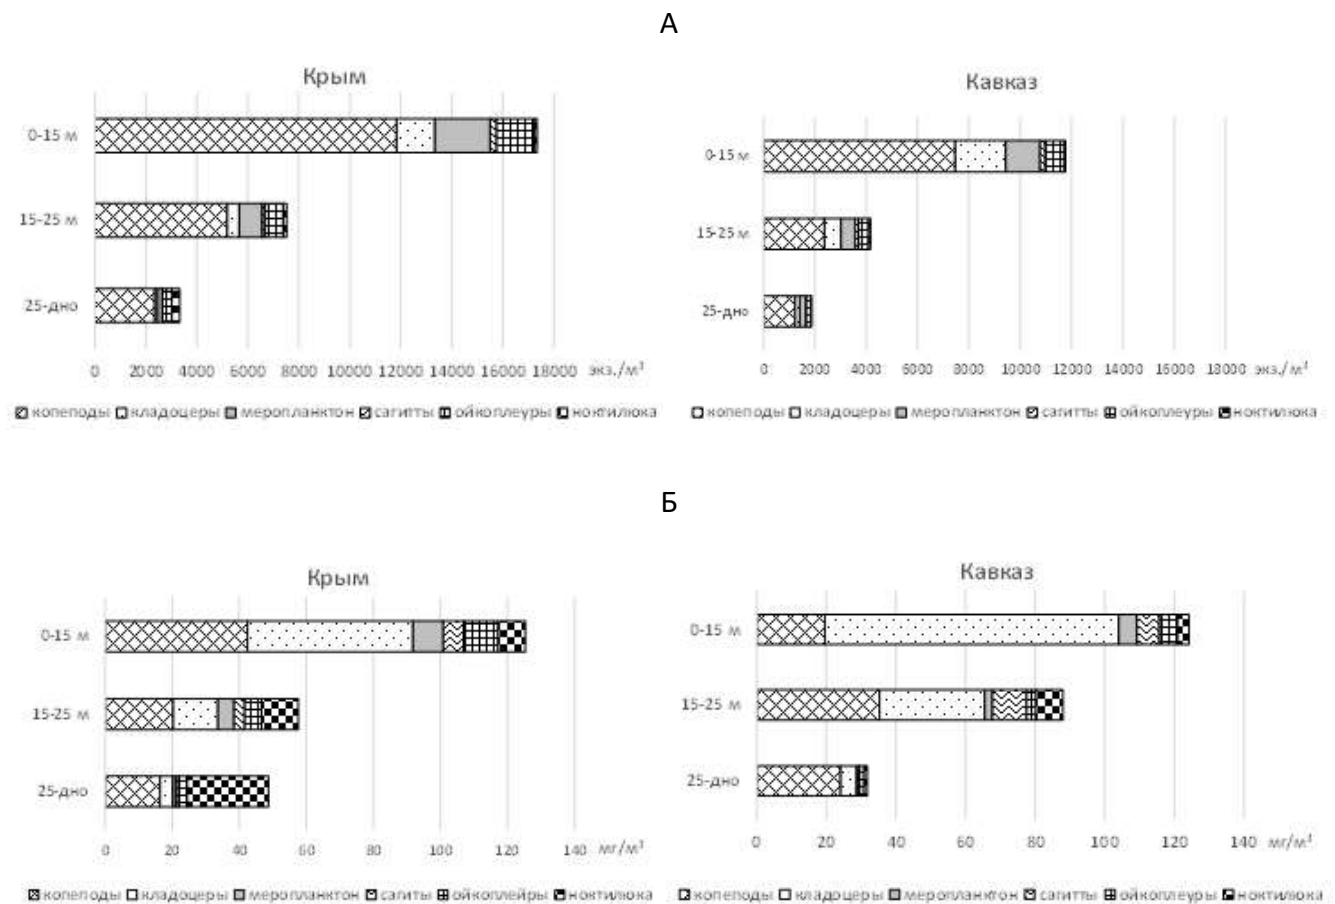 А
Крым
0-15 м
15-25 м
25-дно
0 2000 4000 6000 8000 10000 12000 14000 16000 18000 экз./м³
копеподы кладоцеры меропланктон сагитты ойкоплеуры ноктилюка
Кавказ
0-15 м
15-25 м
25-дно
0 2000 4000 6000 8000 10000 12000 14000 16000 18000 экз./м³
копеподы кладоцеры меропланктон сагитты ойкоплеуры ноктилюка
Б
Крым
0-15 м
15-25 м
25-дно
0 20 40 60 80 100 120 140 мг/м³
копеподы кладоцеры меропланктон сагиты ойкоплейры ноктилюка
Кавказ
0-15 м
15-25 м
25-дно
0 20 40 60 80 100 120 140 мг/м³
копеподы кладоцеры меропланктон сагитты ойкоплеуры ноктилюка